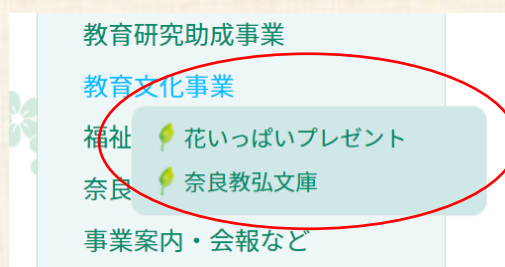 教育研究助成事業
教育文化事業
福祉
花いっぱいプレゼント
奈良
奈良教弘文庫
事業案内・会報など